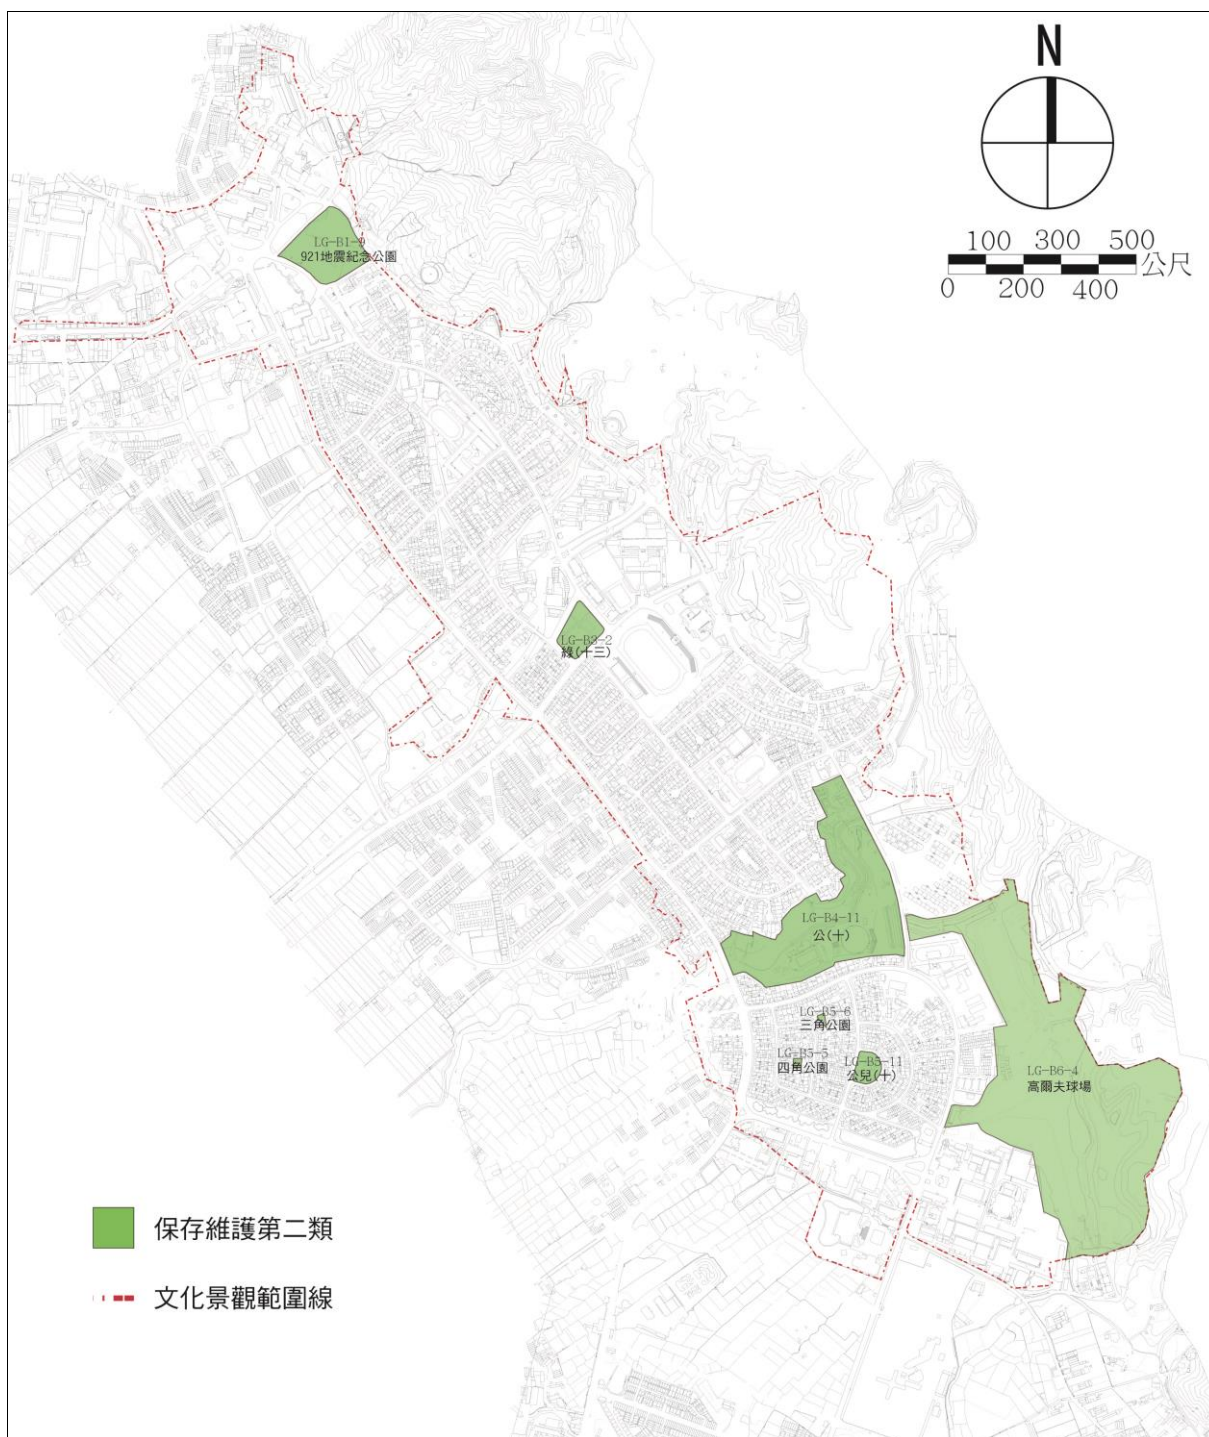 N
100 300 500
公尺
0 200 400
LG-B1-9
921地震紀念公園
LG-B3-2
綠(十三)
LG-B4-11
公(十)
LG-B5-6
三角公園
LG-B5-5
四角公園
LG-B5-11
公兒(十)
LG-B6-4
高爾夫球場
保存維護第二類
文化景觀範圍線